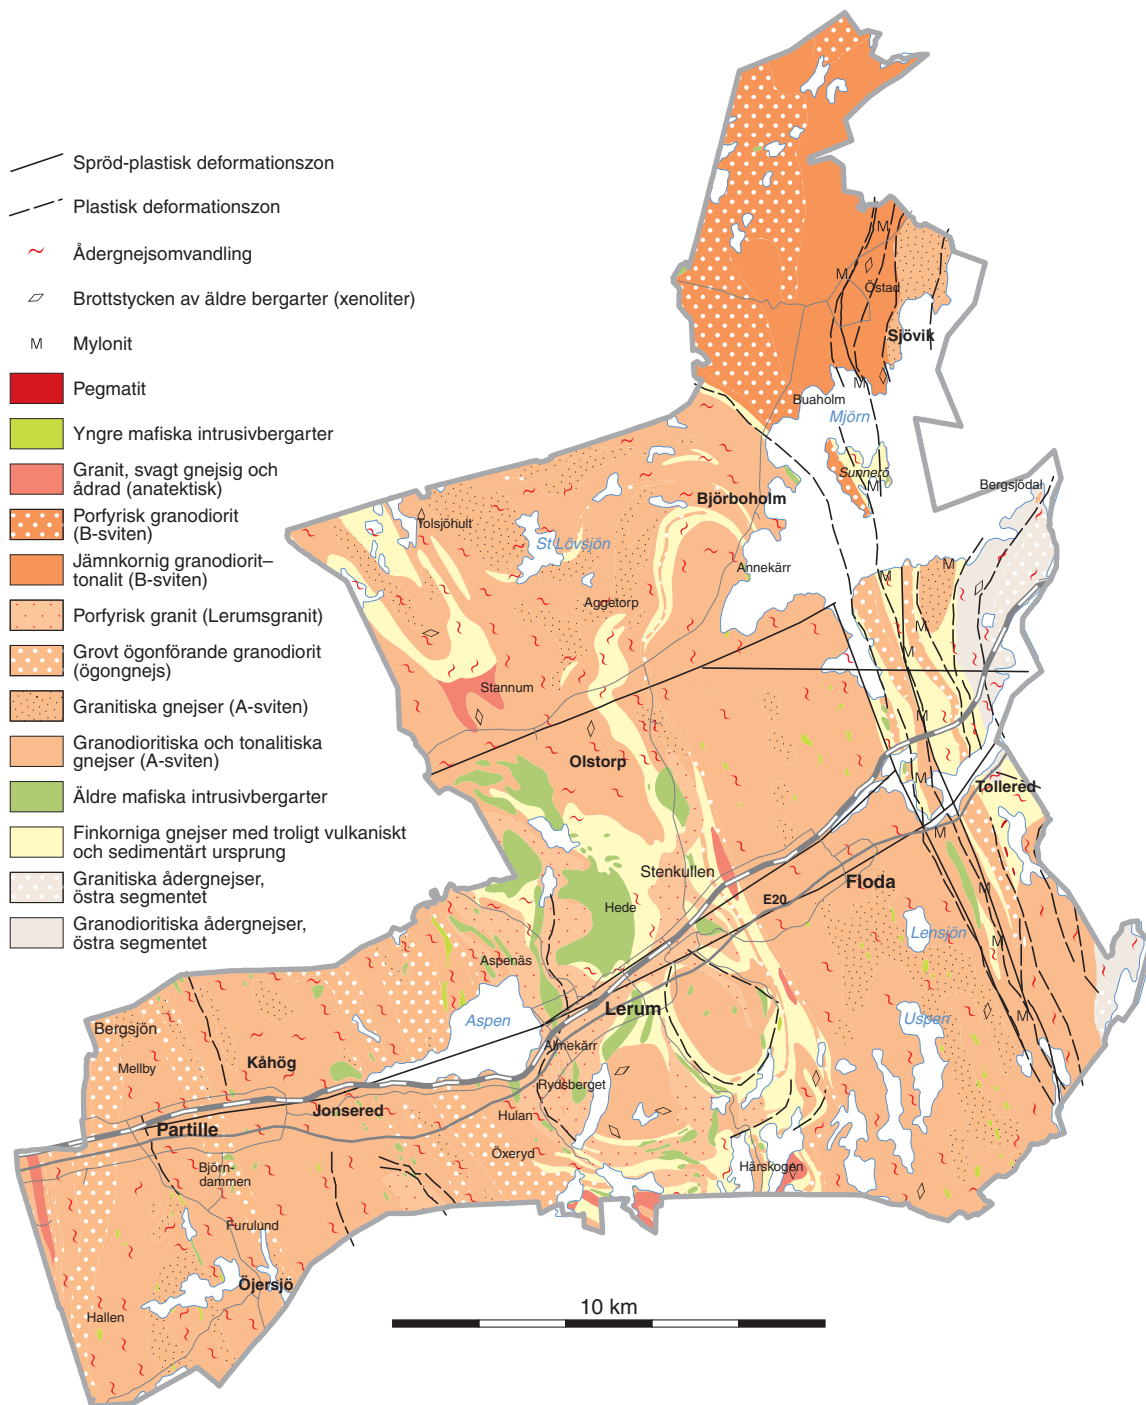 Spröd-plastisk deformationszon
Plastisk deformationszon
Ådergnejsomvandling
Brottstycken av äldre bergarter (xenoliter)
M
Mylonit
Pegmatit
Yngre mafiska intrusivbergarter
Granit, svagt gnejsig och
ådrad (anatektisk)
Porfyrisk granodiorit
(B-sviten)
Jämnkornig granodiorit–
tonalit (B-sviten)
Porfyrisk granit (Lerumsgranit)
Grovt ögonförande granodiorit
(ögongnejs)
Granitiska gnejser (A-sviten)
Granodioritiska och tonalitiska
gnejser (A-sviten)
Äldre mafiska intrusivbergarter
Finkorniga gnejser med troligt vulkaniskt
och sedimentärt ursprung
Granitiska ådergnejser,
östra segmentet
Granodioritiska ådergnejser,
östra segmentet
M
M
Östad
Sjövik
M
Buaholm
Mjörn
Sunnerö
M
Bergsjödal
Björboholm
Tolsjöhult
St Lövsjön
Annekärr
M
M
Aggetorp
M
M
Stannum
M
Olstorp
M
Tollered
M
Stenkullen
Floda
M
E20
Hede
Lensjön
M
Aspenäs
M
Lerum
Aspen
Uspen
M
Bergsjön
Almekärr
Kåhög
Mellby
Rydsberget
Jonsered
Hulan
Partille
Öxeryd
Härskogen
Björn-
dammen
Furulund
Öjersjö
Hallen
10 km